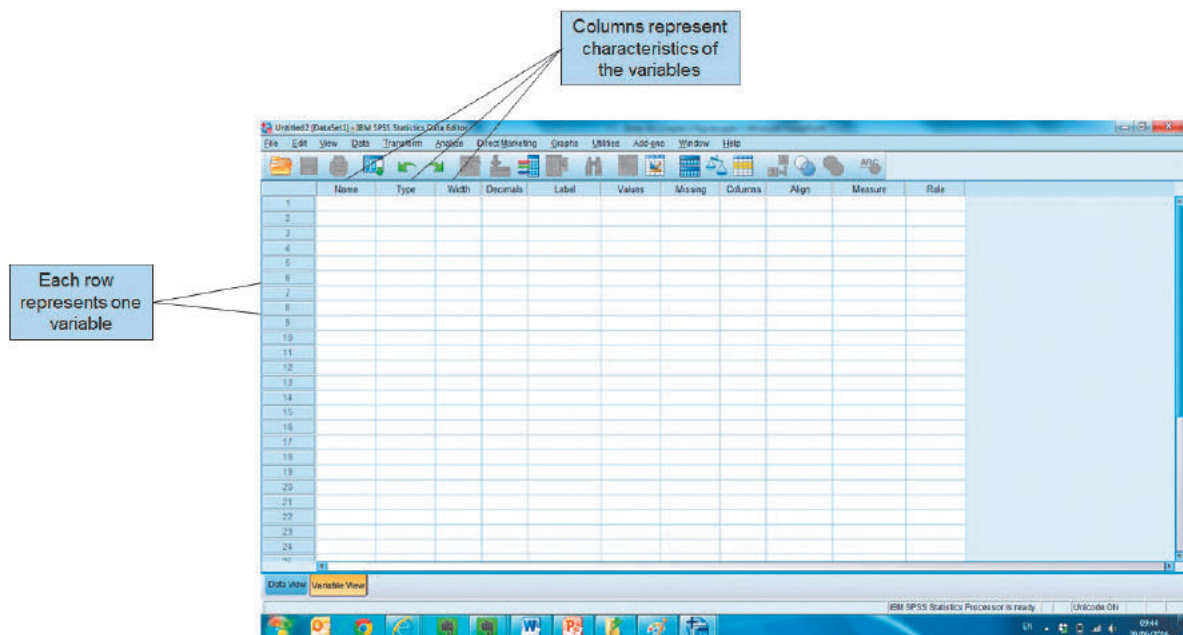 Columns represent
characteristics of
the variables
Each row
represents one
variable
Untitled2 [DataSet1] - IBM SPSS Statistics Data Editor
File Edit View Data Transform Analyze Direct Marketing Graphs Utilities Add-ons Window Help
Name Type Width Decimals Label Values Missing Columns Align Measure Role
1
2
3
4
5
6
7
8
9
10
11
12
13
14
15
16
17
18
19
20
21
22
23
24
Data View Variable View
IBM SPSS Statistics Processor is ready Unicode:ON
EN 09:44